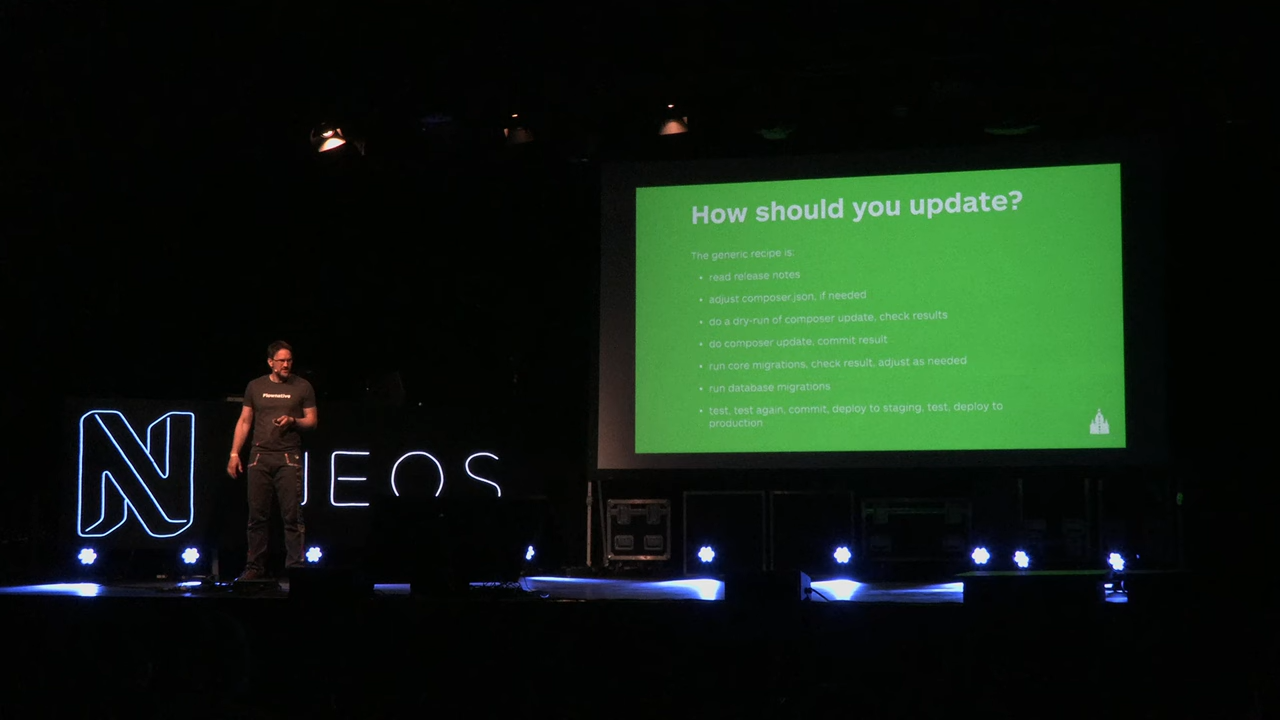 How should you update?
The generic recipe is:
• read release notes
• adjust composer.json, if needed
• do a dry-run of composer update, check results
• do composer update, commit result
• run core migrations, check result, adjust as needed
• run database migrations
• test, test again, commit, deploy to staging, test, deploy to
production
Flownative
N NEOS